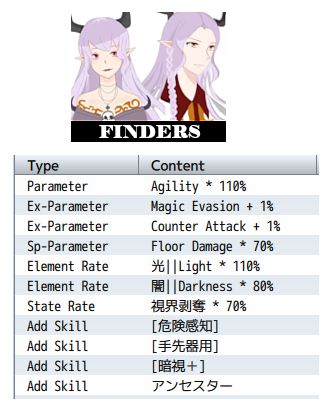 FINDERS
Type Content
Parameter Agility * 110%
Ex-Parameter Magic Evasion + 1%
Ex-Parameter Counter Attack + 1%
Sp-Parameter Floor Damage * 70%
Element Rate 光||Light * 110%
Element Rate 闇||Darkness * 80%
State Rate 視界剥奪 * 70%
Add Skill [危険感知]
Add Skill [手先器用]
Add Skill [暗視＋]
Add Skill アンセスター